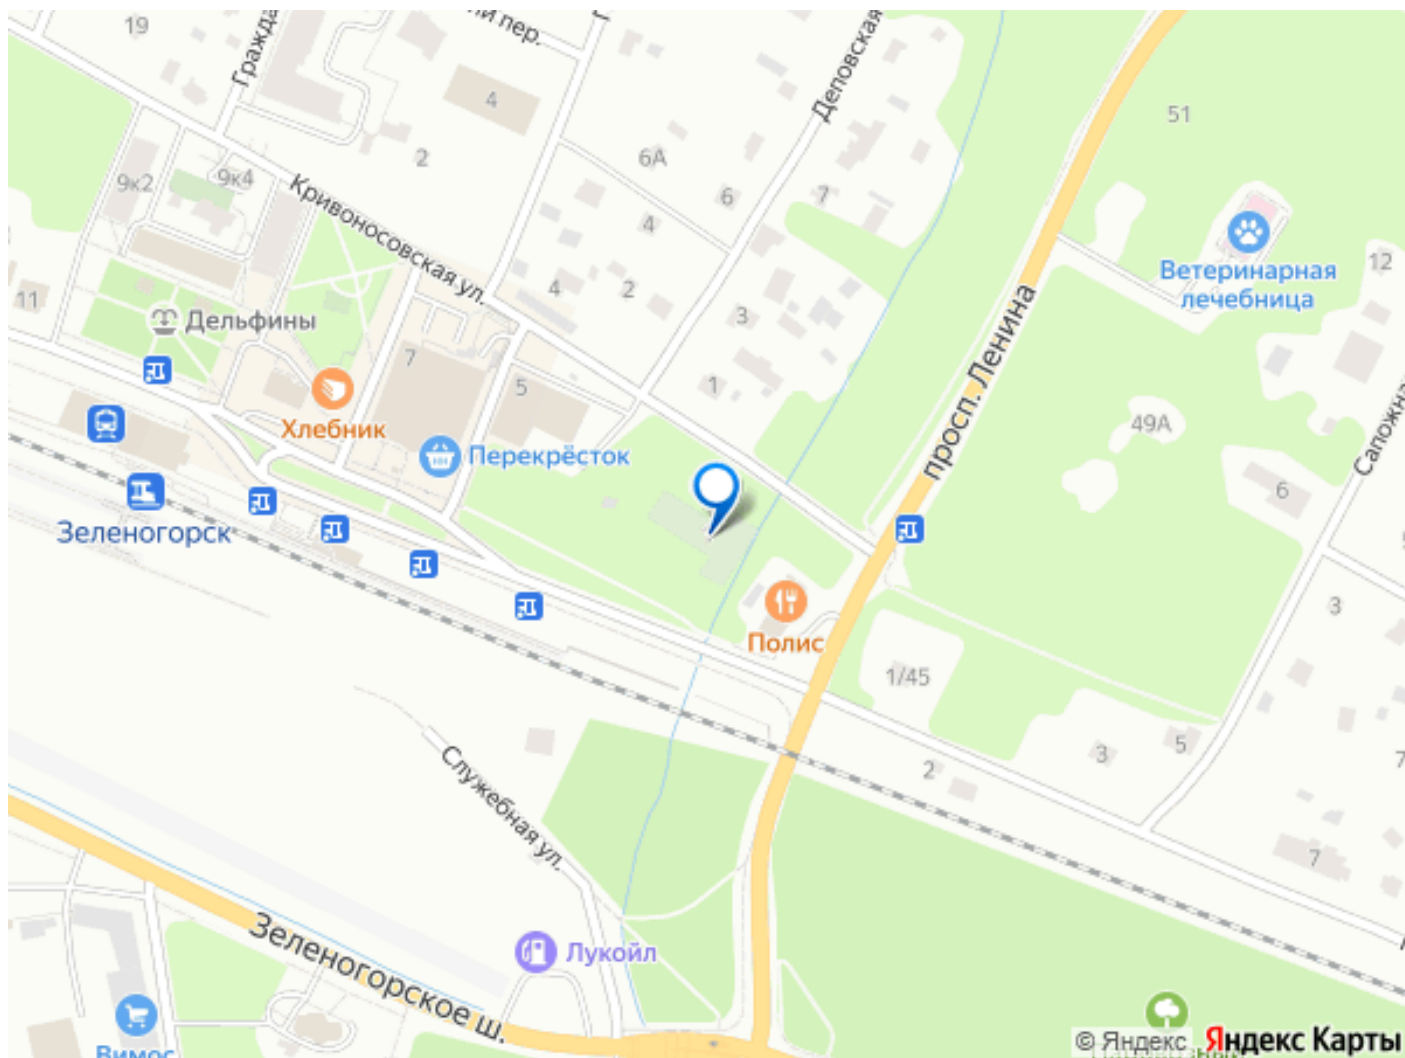 19
Гражда
ий пер.
Деповская
4
51
6А
2
9к2
9к4
6
7
4
Кривоносовская ул.
12
Ветеринарная
лечебница
11
4
2
3
Дельфины
7
просп. Ленина
5
1
49А
Хлебник
Перекрёсток
Сапожна
6
Зеленогорск
3
Полис
1/45
5
3
2
7
Служебная ул.
7
Зеленогорское ш.
Лукойл
Вимос
© Яндекс
Яндекс Карты